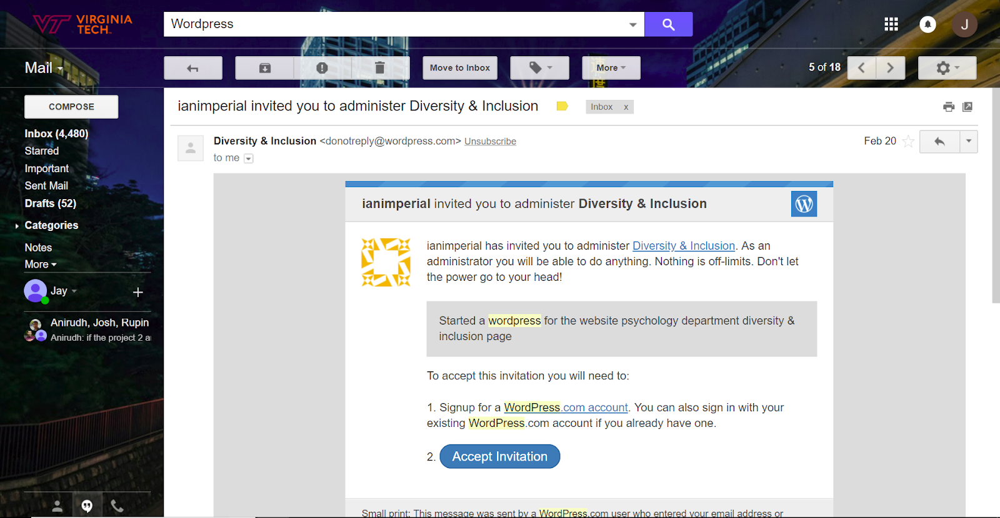 VIRGINIA
TECH
Wordpress
J
Mail
Move to Inbox
More
5 of 18
COMPOSE
ianimperial invited you to administer Diversity & Inclusion
Inbox x
Inbox (4,480)
Starred
Important
Sent Mail
Drafts (52)
Categories
Notes
More
Jay
Anirudh, Josh, Rupin
Anirudh: if the project 2 a
Diversity & Inclusion <donotreply@wordpress.com> Unsubscribe
Feb 20
to me
ianimperial invited you to administer Diversity & Inclusion
ianimperial has invited you to administer Diversity & Inclusion. As an
administrator you will be able to do anything. Nothing is off-limits. Don't let
the power go to your head!
Started a wordpress for the website psychology department diversity &
inclusion page
To accept this invitation you will need to:
1. Signup for a WordPress.com account. You can also sign in with your
existing WordPress.com account if you already have one.
2. Accept Invitation
Small print: This message was sent by a WordPress.com user who entered your email address or